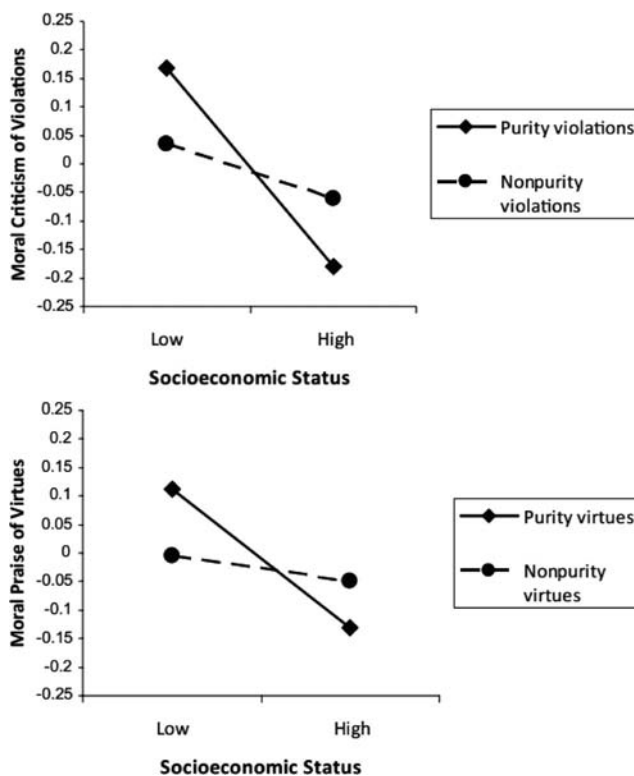 Moral Criticism of Violations
0.25
0.2
0.15
0.1
0.05
0
-0.05
-0.1
-0.15
-0.2
-0.25
Low High
Socioeconomic Status
Purity violations
Nonpurity
violations
Moral Praise of Virtues
0.25
0.2
0.15
0.1
0.05
0
-0.05
-0.1
-0.15
-0.2
-0.25
Low High
Socioeconomic Status
Purity virtues
Nonpurity
virtues